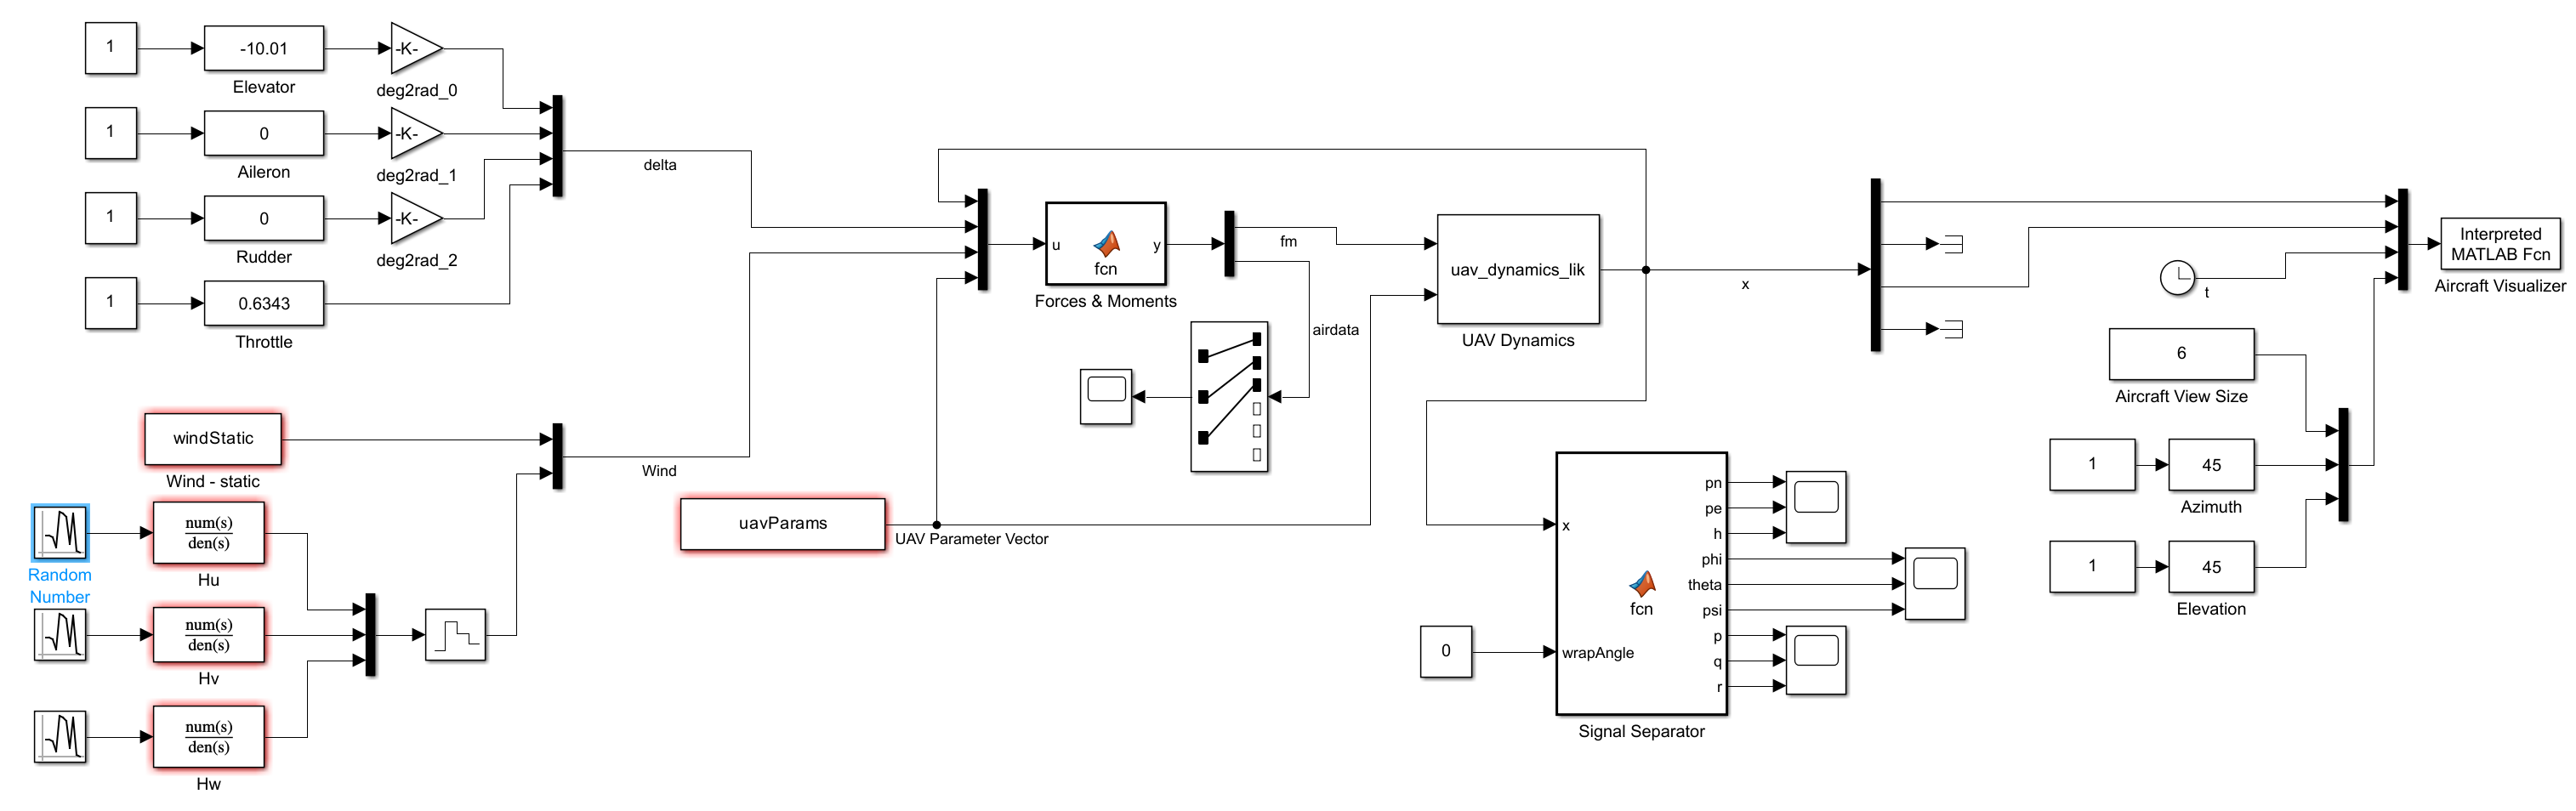 1
-10.01
-K-
Elevator
deg2rad_0
1
0
-K-
Aileron
deg2rad_1
1
0
-K-
Rudder
deg2rad_2
1
0.6343
Throttle
delta
windStatic
Wind - static
Wind
Random
Number
num(s)
den(s)
Hu
num(s)
den(s)
Hv
num(s)
den(s)
Hw
uavParams
UAV Parameter Vector
u
fcn
y
Forces & Moments
fm
airdata
uav_dynamics_lik
UAV Dynamics
x
x
wrapAngle
fcn
pn
pe
h
phi
theta
psi
p
q
r
Signal Separator
0
t
Interpreted
MATLAB Fcn
Aircraft Visualizer
6
Aircraft View Size
1
45
Azimuth
1
45
Elevation